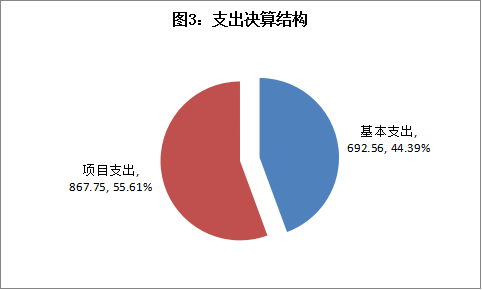 图3：支出决算结构
基本支出,
692.56, 44.39%
项目支出,
867.75, 55.61%